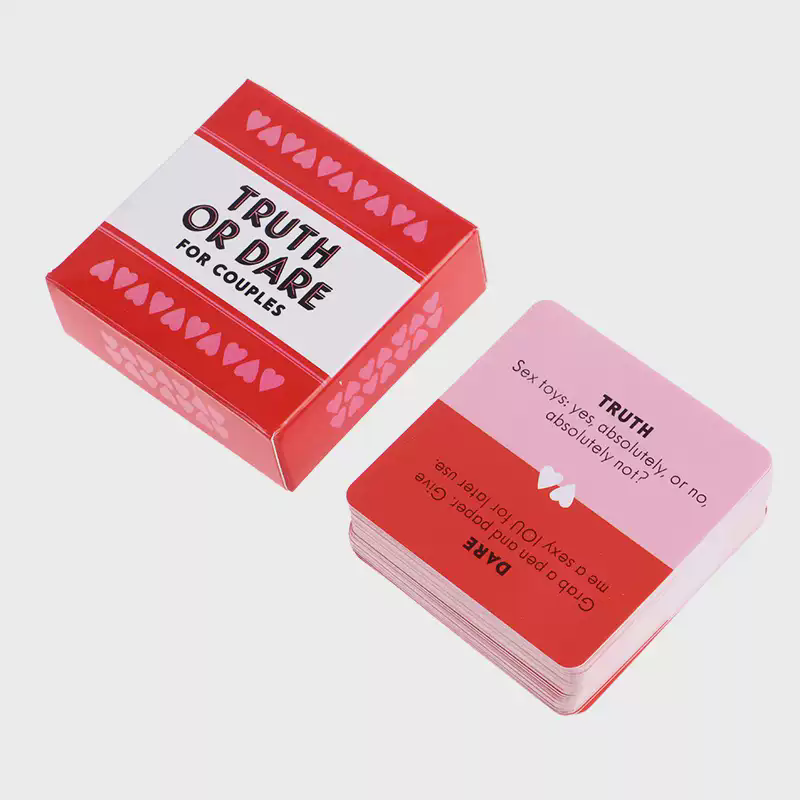 TRUTH
OR DARE
FOR COUPLES
TRUTH
Sex toys: yes, absolutely, or no,
absolutely not?
DARE
Grab a pen and paper. Give
me a sexy IOU for later use.